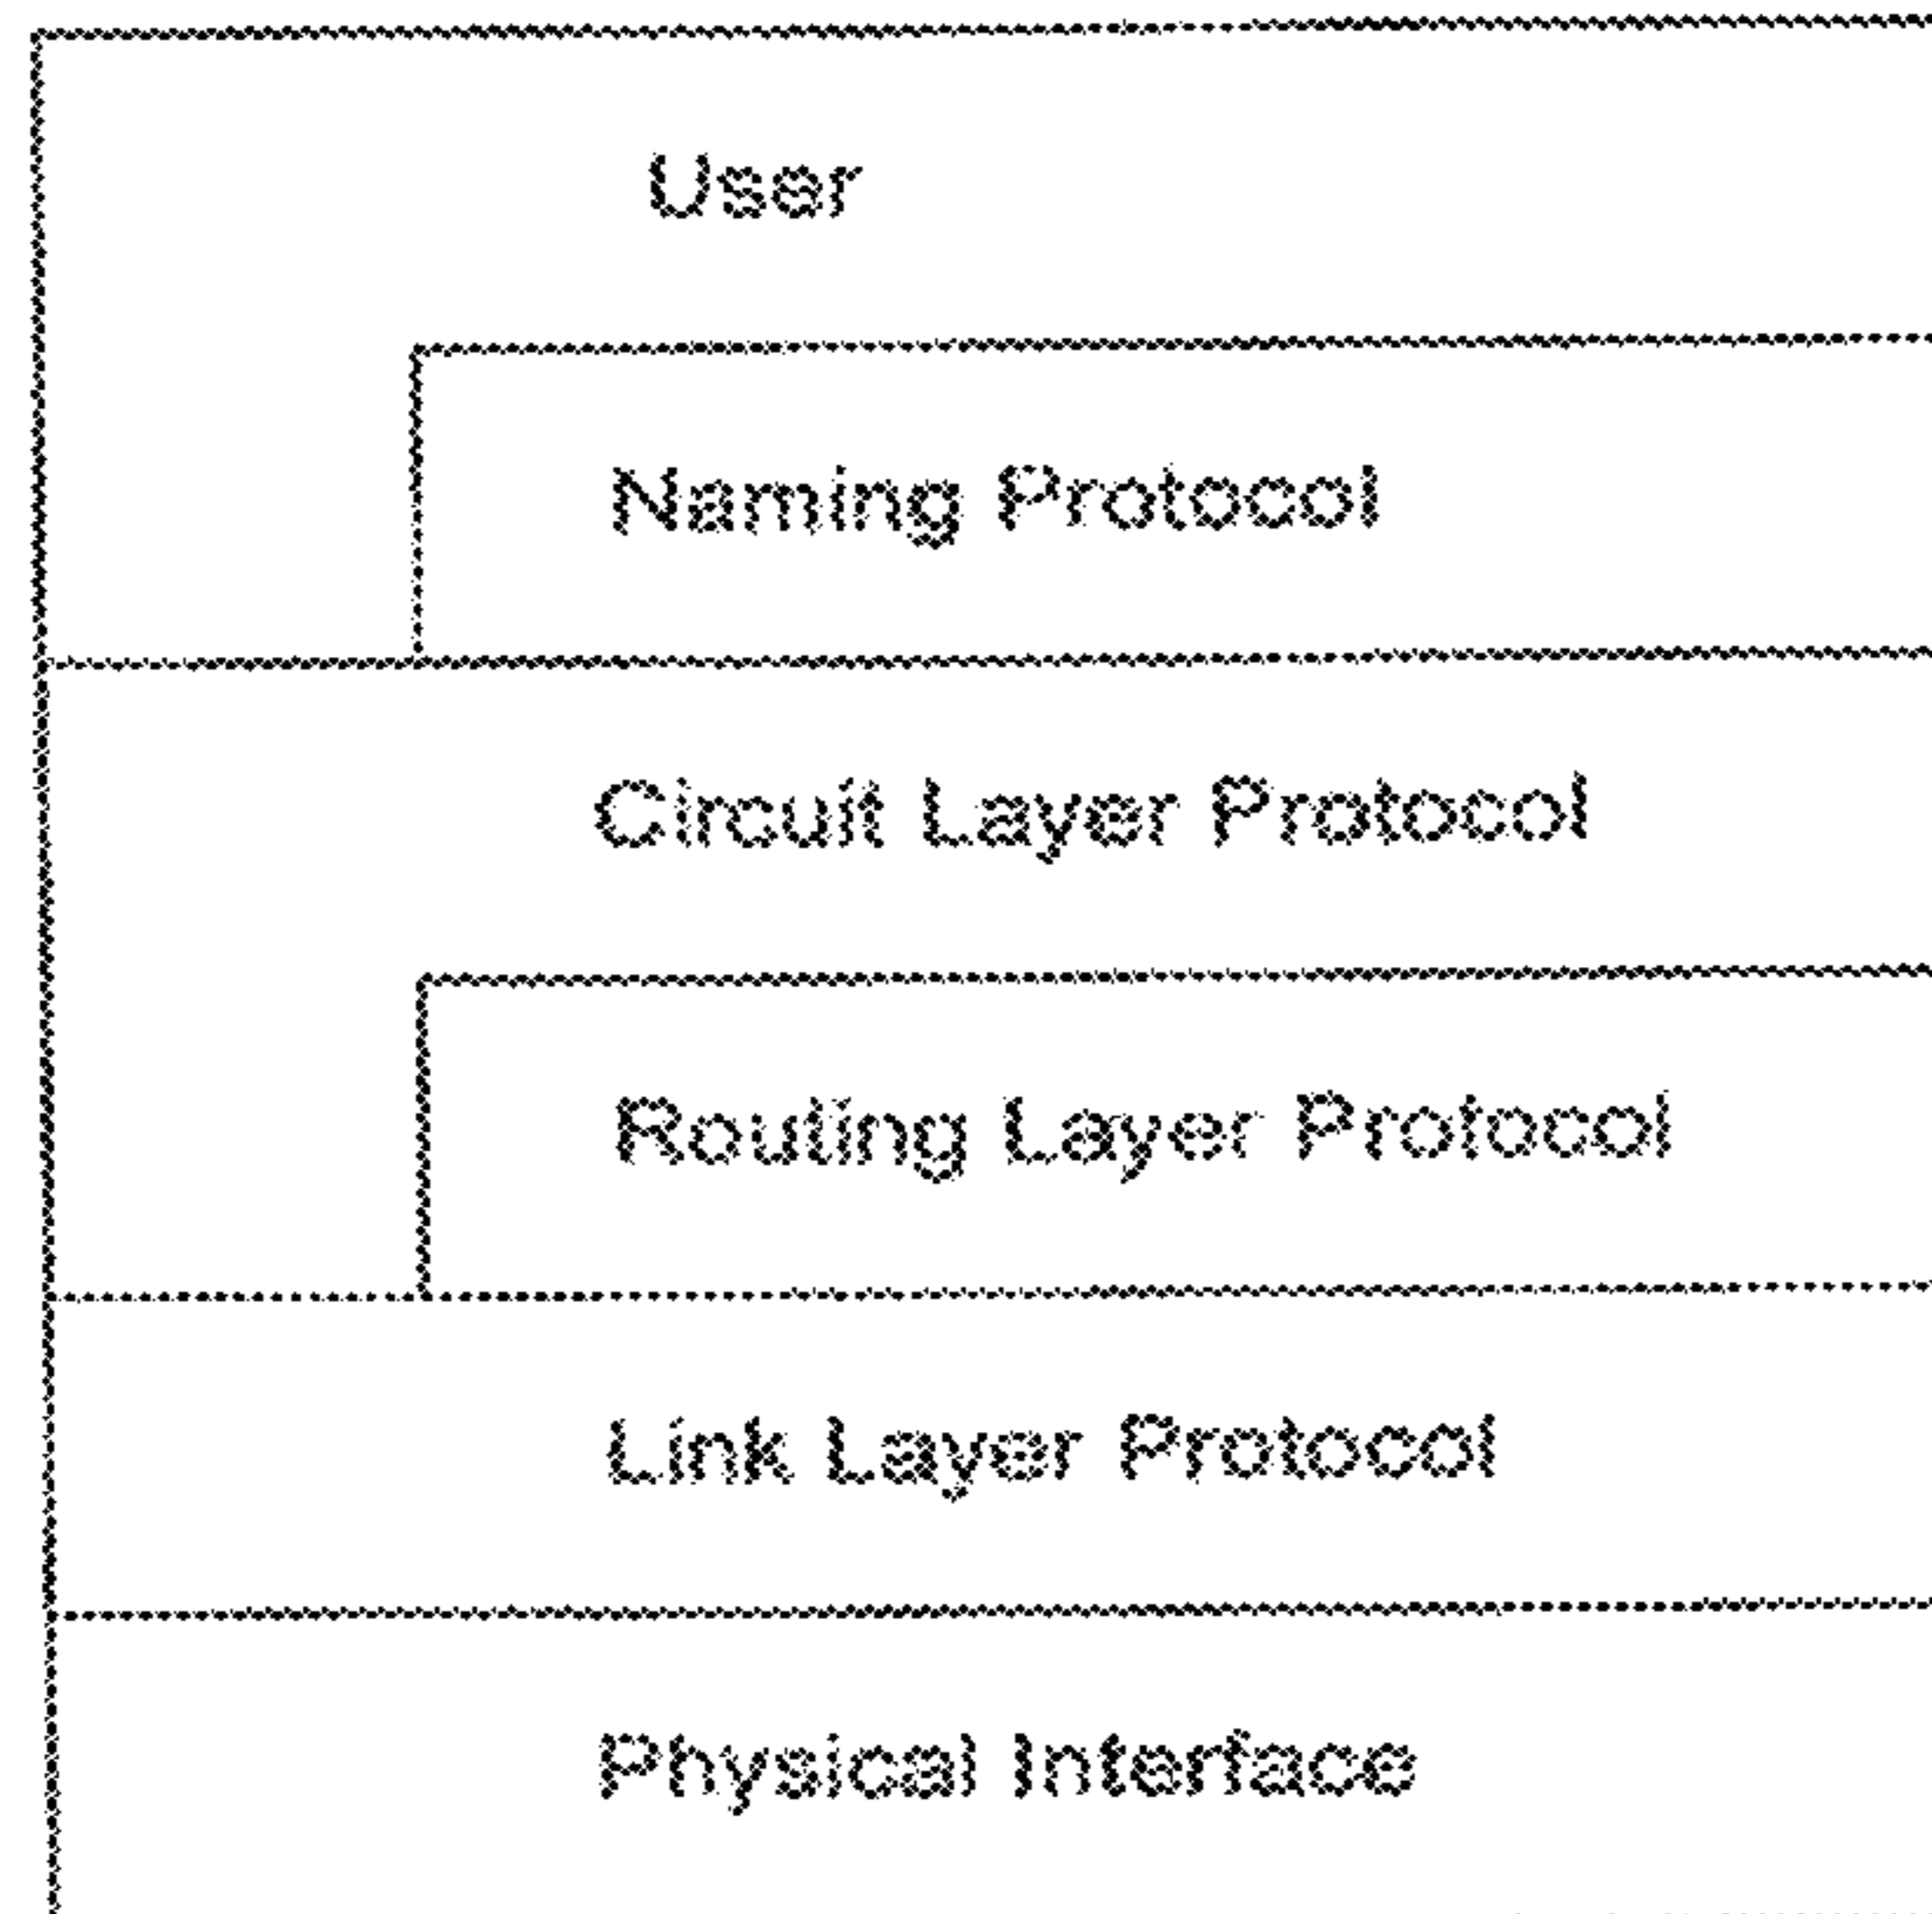 User
Naming Protocol
Circuit Layer Protocol
Routing Layer Protocol
Link Layer Protocol
Physical Interface